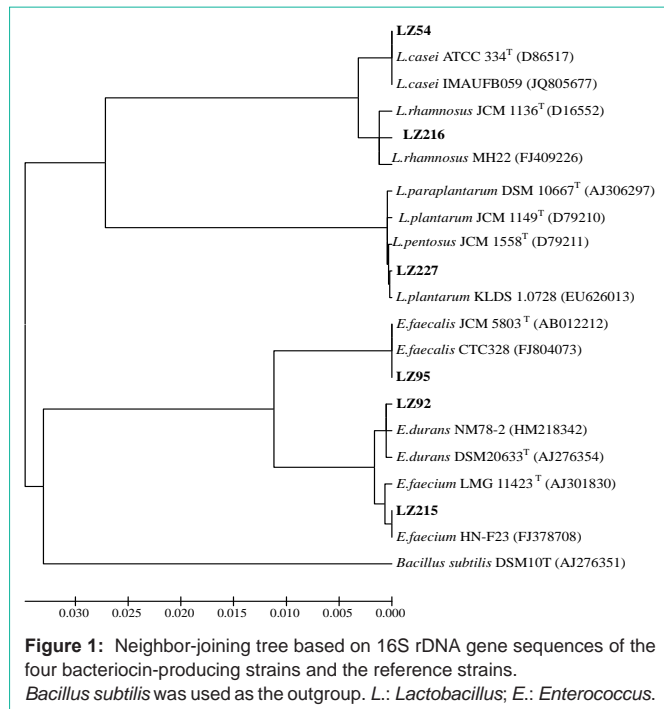 LZ54
L.casei ATCC 334T (D86517)
L.casei IMAUFB059 (JQ805677)
L.rhamnosus JCM 1136T (D16552)
LZ216
L.rhamnosus MH22 (FJ409226)
L.paraplantarum DSM 10667T (AJ306297)
L.plantarum JCM 1149T (D79210)
L.pentosus JCM 1558T (D79211)
LZ227
L.plantarum KLDS 1.0728 (EU626013)
E.faecalis JCM 5803T (AB012212)
E.faecalis CTC328 (FJ804073)
LZ95
LZ92
E.durans NM78-2 (HM218342)
E.durans DSM20633T (AJ276354)
E.faecium LMG 11423T (AJ301830)
LZ215
E.faecium HN-F23 (FJ378708)
Bacillus subtilis DSM10T (AJ276351)
0.030 0.025 0.020 0.015 0.010 0.005 0.000
Figure 1: Neighbor-joining tree based on 16S rDNA gene sequences of the
four bacteriocin-producing strains and the reference strains.
Bacillus subtilis was used as the outgroup. L.: Lactobacillus; E.: Enterococcus.